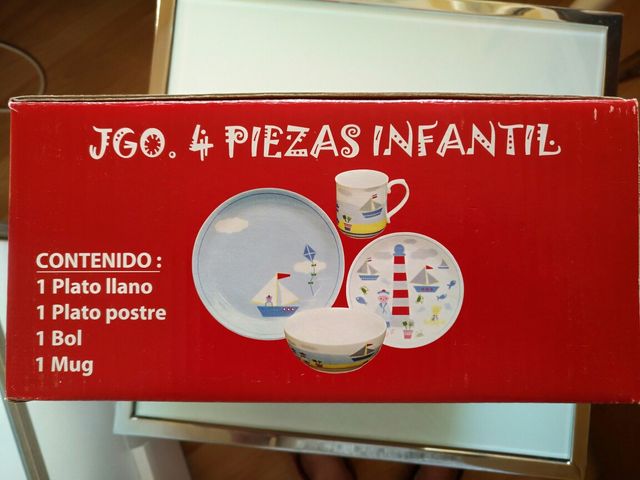 JGO. 4 PIEZAS INFANTIL
CONTENIDO :
1 Plato llano
1 Plato postre
1 Bol
1 Mug